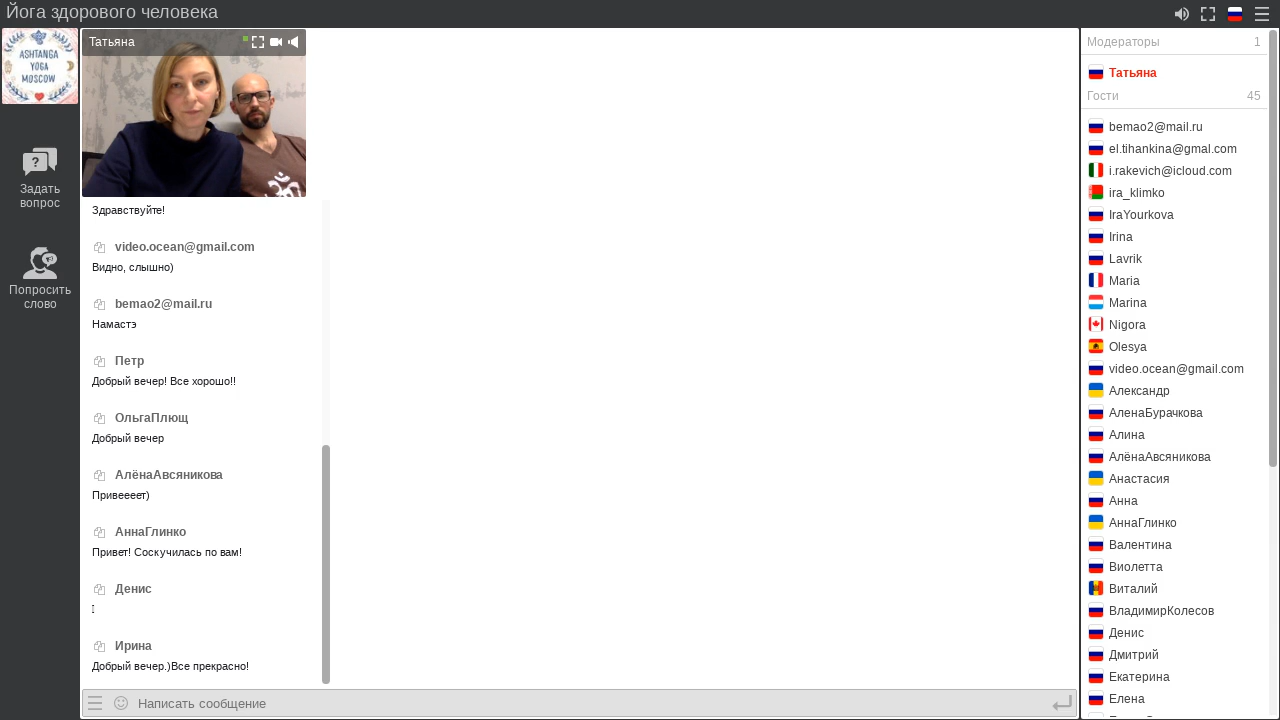 Йога здорового человека
ASHTANGA
YOGA
MOSCOW
Задать
вопрос
Попросить
слово
Татьяна
Здравствуйте!
video.ocean@gmail.com
Видно, слышно)
bemao2@mail.ru
Намастэ
Петр
Добрый вечер! Все хорошо!!
ОльгаПлющ
Добрый вечер
АлёнаАвсяникова
Привеееет)
АннаГлинко
Привет! Соскучилась по вам!
Денис
Ирина
Добрый вечер.)Все прекрасно!
Написать сообщение
Модераторы 1
Татьяна
Гости 45
bemao2@mail.ru
el.tihankina@gmal.com
i.rakevich@icloud.com
ira_klimko
IraYourkova
Irina
Lavrik
Maria
Marina
Nigora
Olesya
video.ocean@gmail.com
Александр
АленаБурачкова
Алина
АлёнаАвсяникова
Анастасия
Анна
АннаГлинко
Валентина
Виолетта
Виталий
ВладимирКолесов
Денис
Дмитрий
Екатерина
Елена